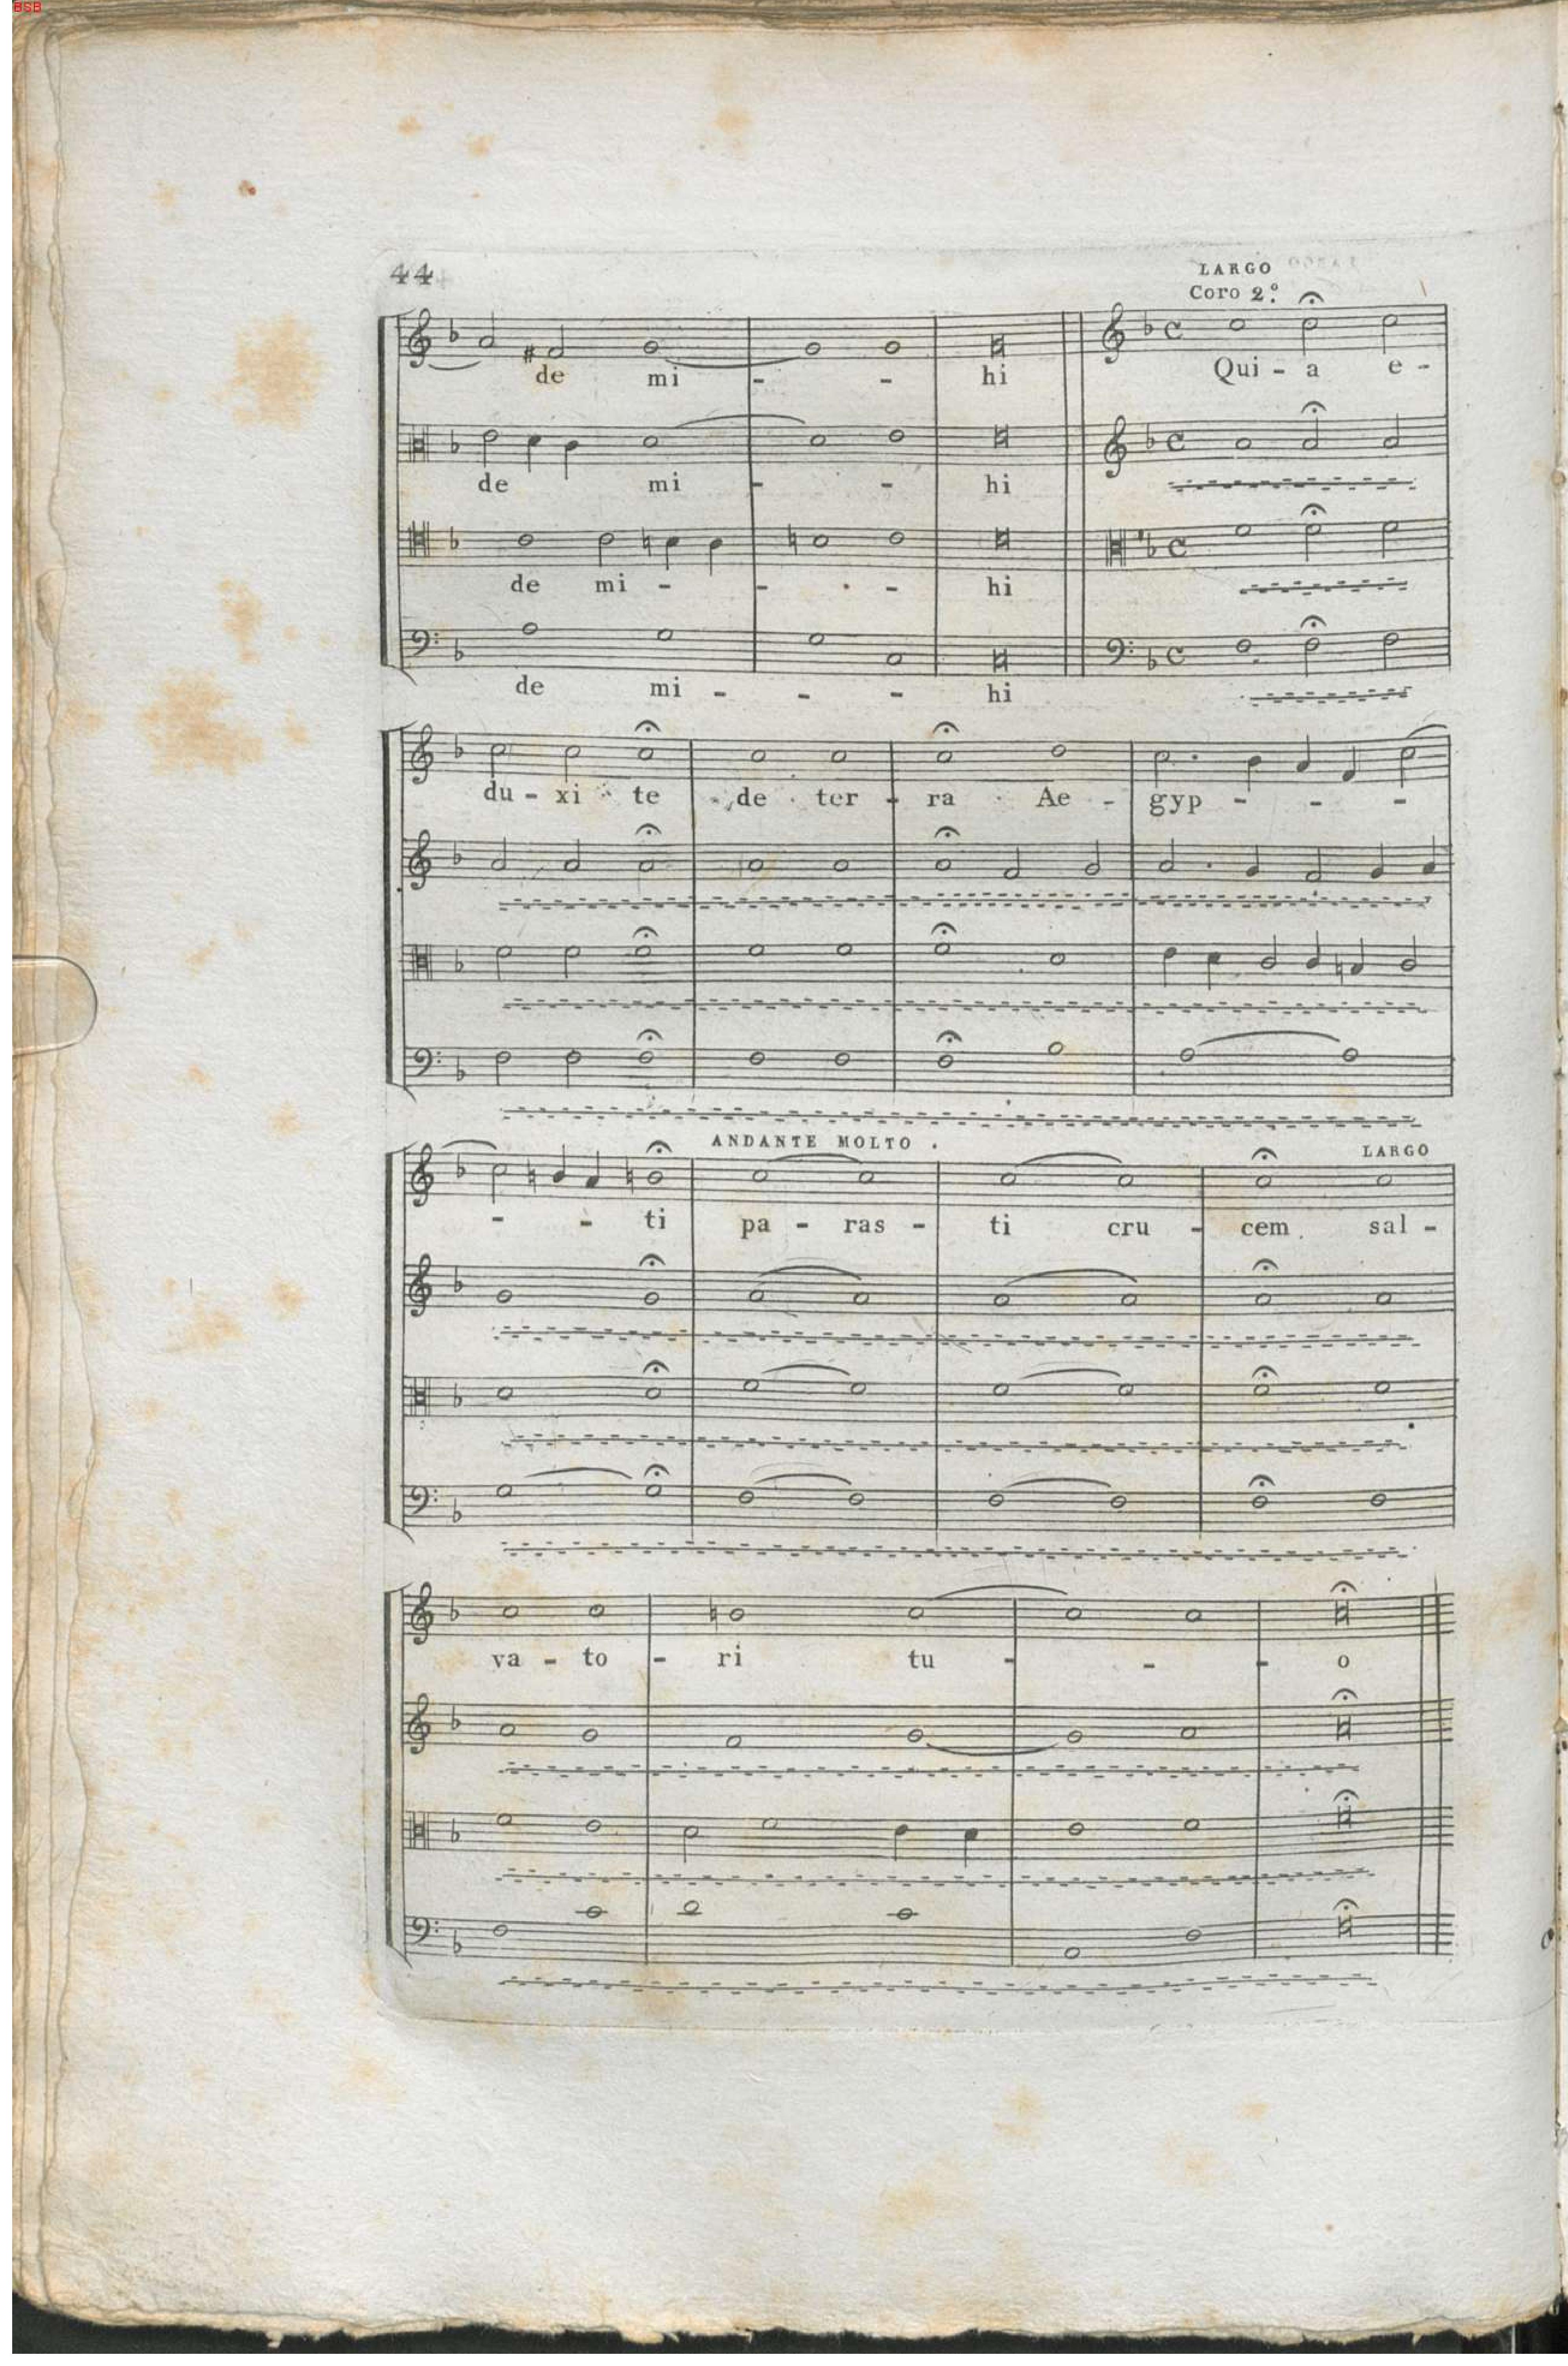 BSB
44
LARGO
Coro 2º.
de mi - - hi
Qui - a e -
de mi - - hi
de mi - - - hi
de mi - - - hi
du - xi - te de ter - ra Ae - gyp - - -
ANDANTE MOLTO .
LARGO
- - ti pa - ras - ti cru - cem sal -
va - to - ri tu - - - o